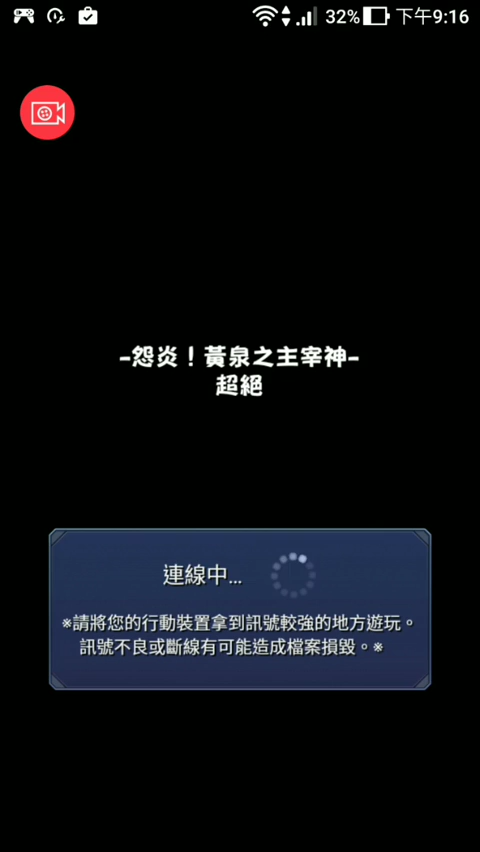 32% 下午9:16
-怨炎！黃泉之主宰神-
超絕
連線中...
※請將您的行動裝置拿到訊號較強的地方遊玩。
訊號不良或斷線有可能造成檔案損毀。※